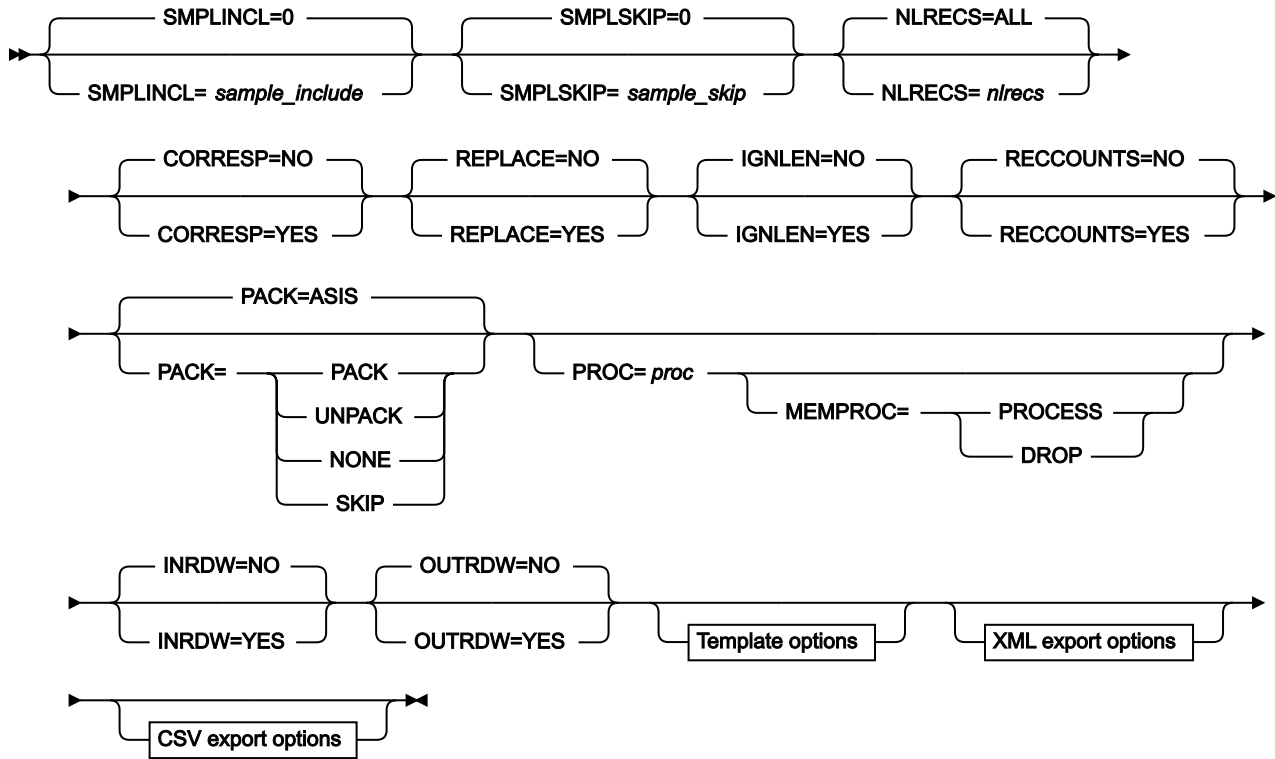 SMPLINCL=0 SMPLSKIP=0 NLRECS=ALL
SMPLINCL= sample_include SMPLSKIP= sample_skip NLRECS= nlrecs
CORRESP=NO REPLACE=NO IGNLEN=NO RECCOUNTS=NO
CORRESP=YES REPLACE=YES IGNLEN=YES RECCOUNTS=YES
PACK=ASIS
PACK= PACK PROC= proc
UNPACK MEMPROC= PROCESS
NONE DROP
SKIP
INRDW=NO OUTRDW=NO
INRDW=YES OUTRDW=YES Template options XML export options
CSV export options